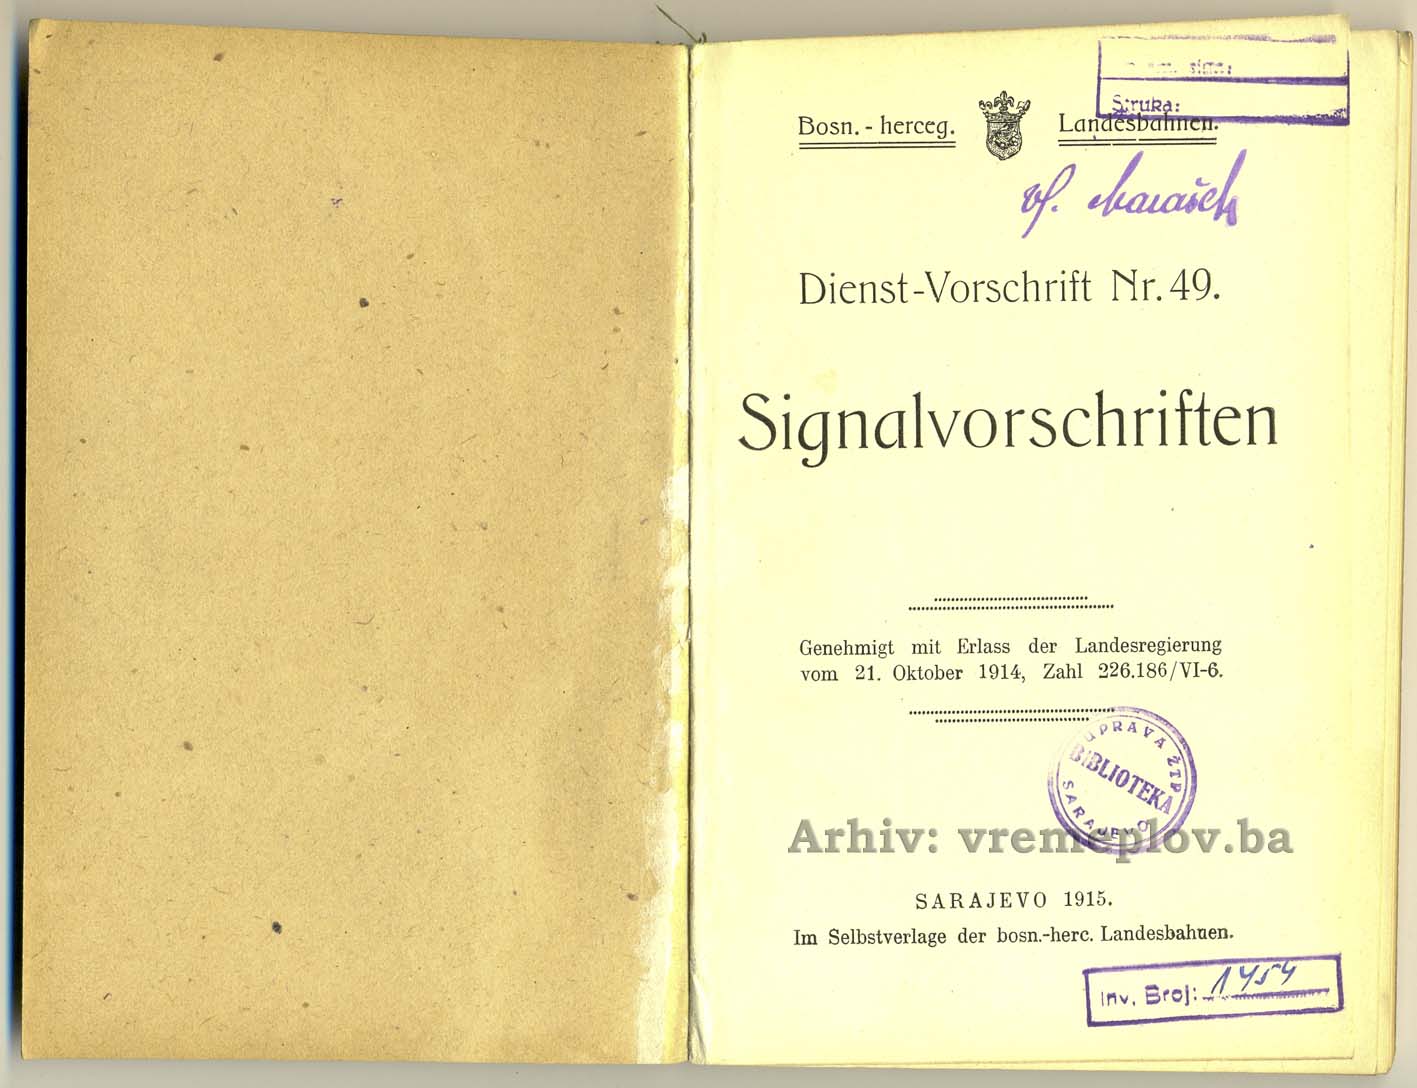 Struka:
Bosn. - herceg. Landesbahnen.
Dienst-Vorschrift Nr. 49.
Signalvorschriften
Genehmigt mit Erlass der Landesregierung
vom 21. Oktober 1914, Zahl 226.186/VI-6.
UPRAVA ŽTP
BIBLIOTEKA
SARAJEVO
Arhiv: vremeplov.ba
SARAJEVO 1915.
Im Selbstverlage der bosn.-herc. Landesbahnen.
Inv. Broj: 1454